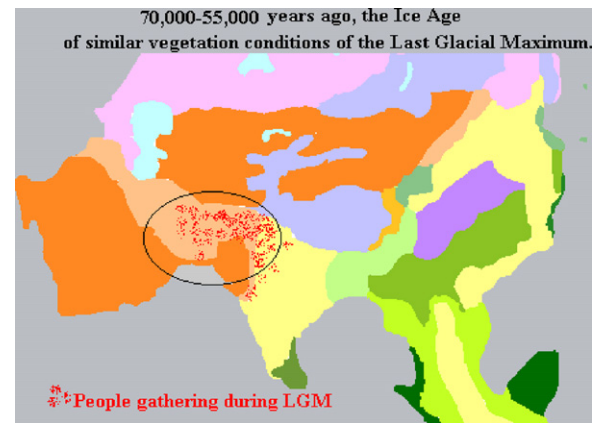 70,000-55,000 years ago, the Ice Age
of similar vegetation conditions of the Last Glacial Maximum.
People gathering during LGM